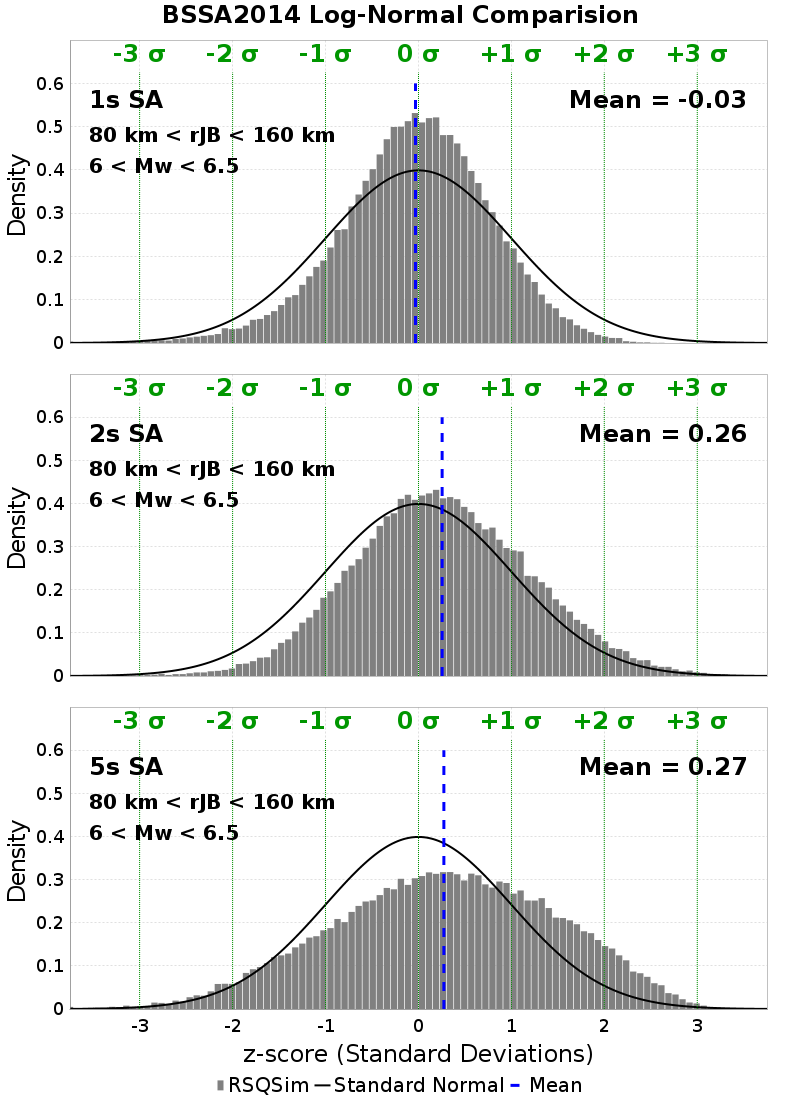 BSSA2014 Log-Normal Comparision
-3 σ -2 σ -1 σ 0 σ +1 σ +2 σ +3 σ
1s SA Mean = -0.03
80 km < rJB < 160 km
6 < Mw < 6.5
Density
0.6
0.5
0.4
0.3
0.2
0.1
0
-3 σ -2 σ -1 σ 0 σ +1 σ +2 σ +3 σ
2s SA Mean = 0.26
80 km < rJB < 160 km
6 < Mw < 6.5
Density
0.6
0.5
0.4
0.3
0.2
0.1
0
-3 σ -2 σ -1 σ 0 σ +1 σ +2 σ +3 σ
5s SA Mean = 0.27
80 km < rJB < 160 km
6 < Mw < 6.5
Density
0.6
0.5
0.4
0.3
0.2
0.1
0
-3 -2 -1 0 1 2 3
z-score (Standard Deviations)
RSQSim Standard Normal Mean